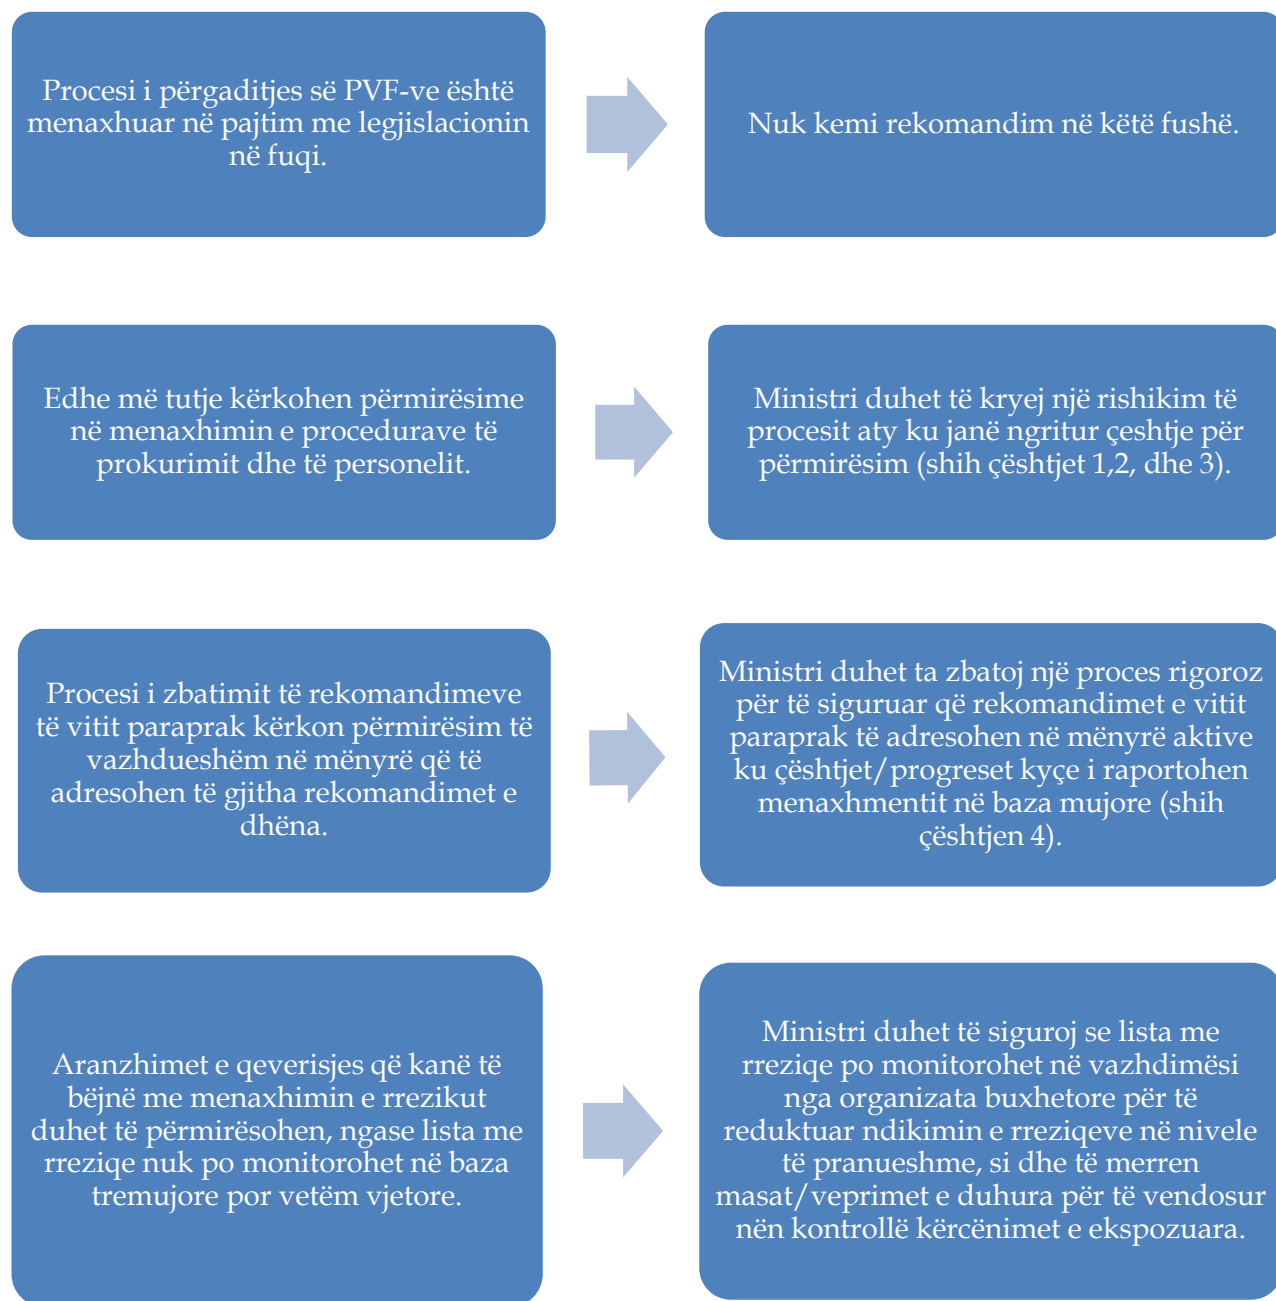 Procesi i përgaditjes së PVF-ve është
menaxhuar në pajtim me legjislacionin
në fuqi.
Nuk kemi rekomandim në këtë fushë.
Edhe më tutje kërkohen përmirësime
në menaxhimin e procedurave të
prokurimit dhe të personelit.
Ministri duhet të kryej një rishikim të
procesit aty ku janë ngritur çeshtje për
përmirësim (shih çështjet 1,2, dhe 3).
Procesi i zbatimit të rekomandimeve
të vitit paraprak kërkon përmirësim të
vazhdueshëm në mënyrë që të
adresohen të gjitha rekomandimet e
dhëna.
Ministri duhet ta zbatoj një proces rigoroz
për të siguruar që rekomandimet e vitit
paraprak të adresohen në mënyrë aktive
ku çështjet/progreset kyçe i raportohen
menaxhmentit në baza mujore (shih
çështjen 4).
Aranzhimet e qeverisjes që kanë të
bëjnë me menaxhimin e rrezikut
duhet të përmirësohen, ngase lista me
rreziqe nuk po monitorohet në baza
tremujore por vetëm vjetore.
Ministri duhet të siguroj se lista me
rreziqe po monitorohet në vazhdimësi
nga organizata buxhetore për të
reduktuar ndikimin e rreziqeve në nivele
të pranueshme, si dhe të merren
masat/veprimet e duhura për të vendosur
nën kontrollë kërcënimet e ekspozuara.